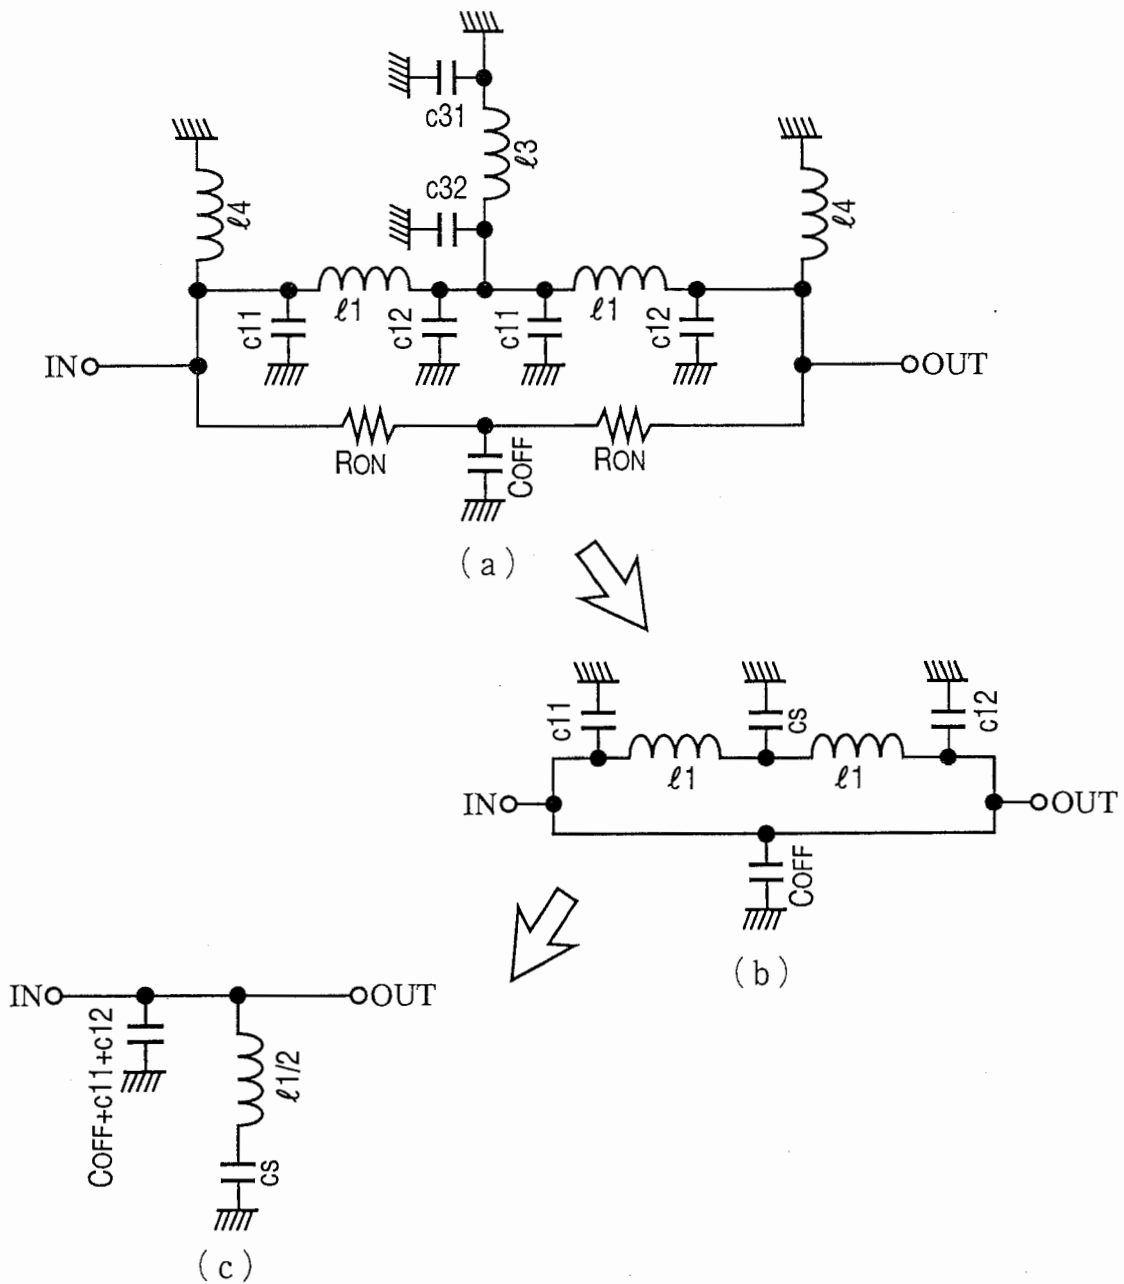 c31
ℓ3
c32
ℓ4
ℓ4
c11
ℓ1
c12
c11
ℓ1
c12
IN
OUT
RON
COFF
RON
(a)
c11
cs
c12
ℓ1
ℓ1
IN
OUT
COFF
(b)
IN
OUT
COFF+c11+c12
ℓ1/2
cs
(c)